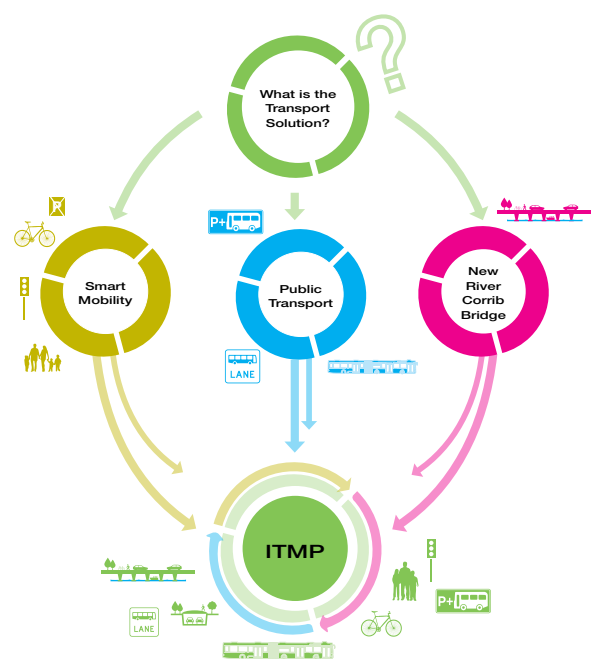 What is the
Transport
Solution?
?
P
P+
Smart
Mobility
Public
Transport
New
River
Corrib
Bridge
LANE
ITMP
P+
LANE